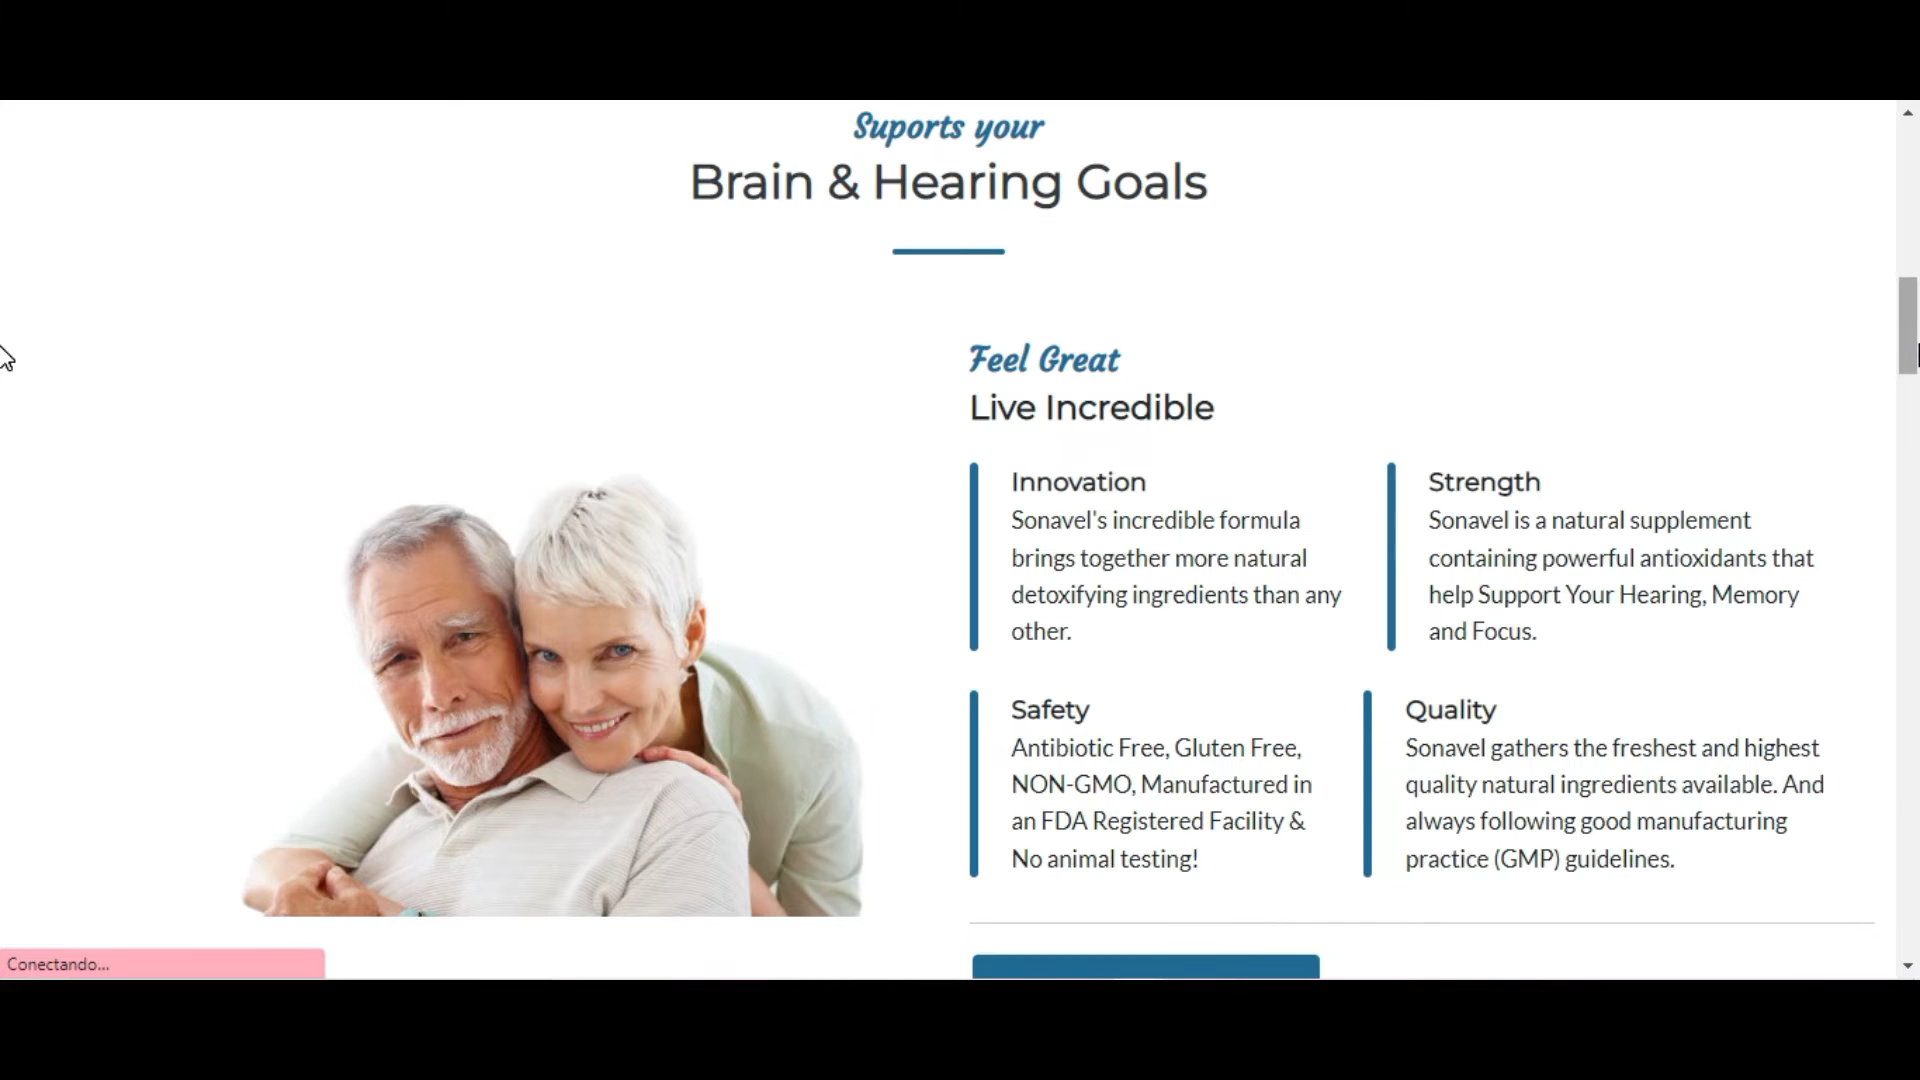 Suports your
Brain & Hearing Goals
Feel Great
Live Incredible
Innovation
Sonavel's incredible formula
brings together more natural
detoxifying ingredients than any
other.
Strength
Sonavel is a natural supplement
containing powerful antioxidants that
help Support Your Hearing, Memory
and Focus.
Safety
Antibiotic Free, Gluten Free,
NON-GMO, Manufactured in
an FDA Registered Facility &
No animal testing!
Quality
Sonavel gathers the freshest and highest
quality natural ingredients available. And
always following good manufacturing
practice (GMP) guidelines.
Conectando...